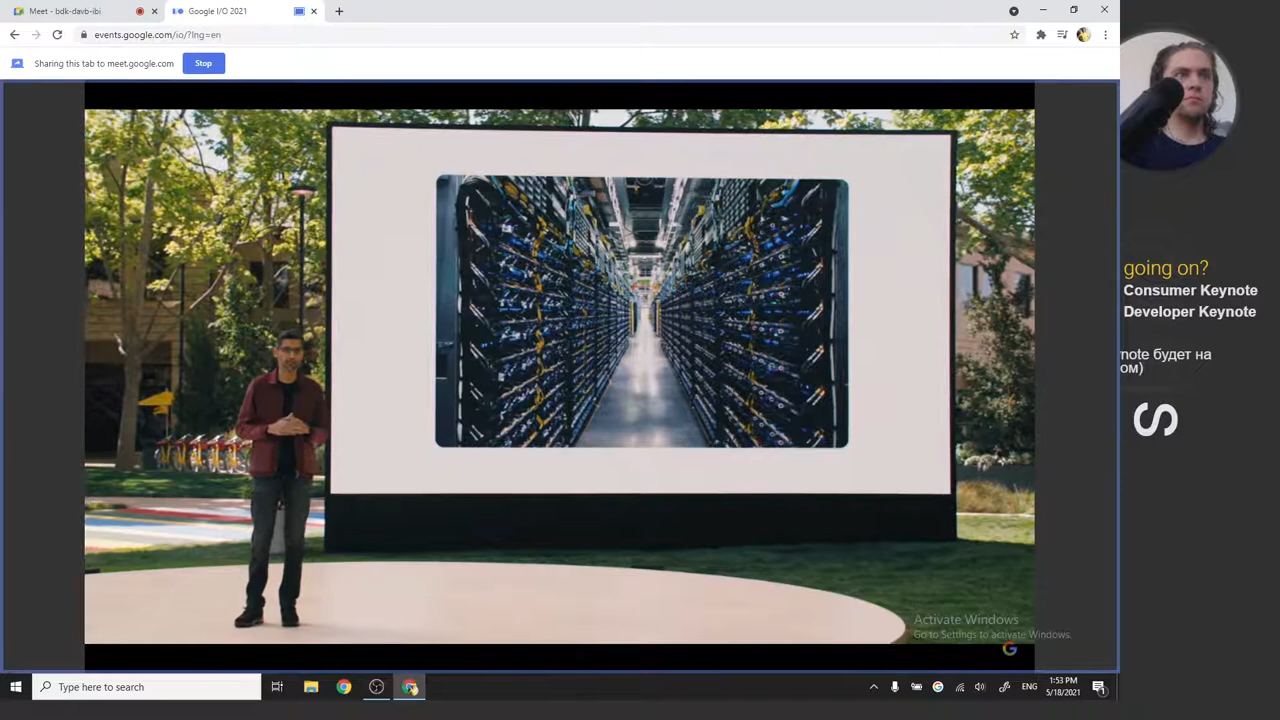 Meet - bdk-davb-ibi
Google I/O 2021
events.google.com/io/?lng=en
Sharing this tab to meet.google.com
Stop
going on?
Consumer Keynote
Developer Keynote
note будет на
ом)
S
Activate Windows
Go to Settings to activate Windows.
G
Type here to search
G
ENG
1:53 PM
5/18/2021
1